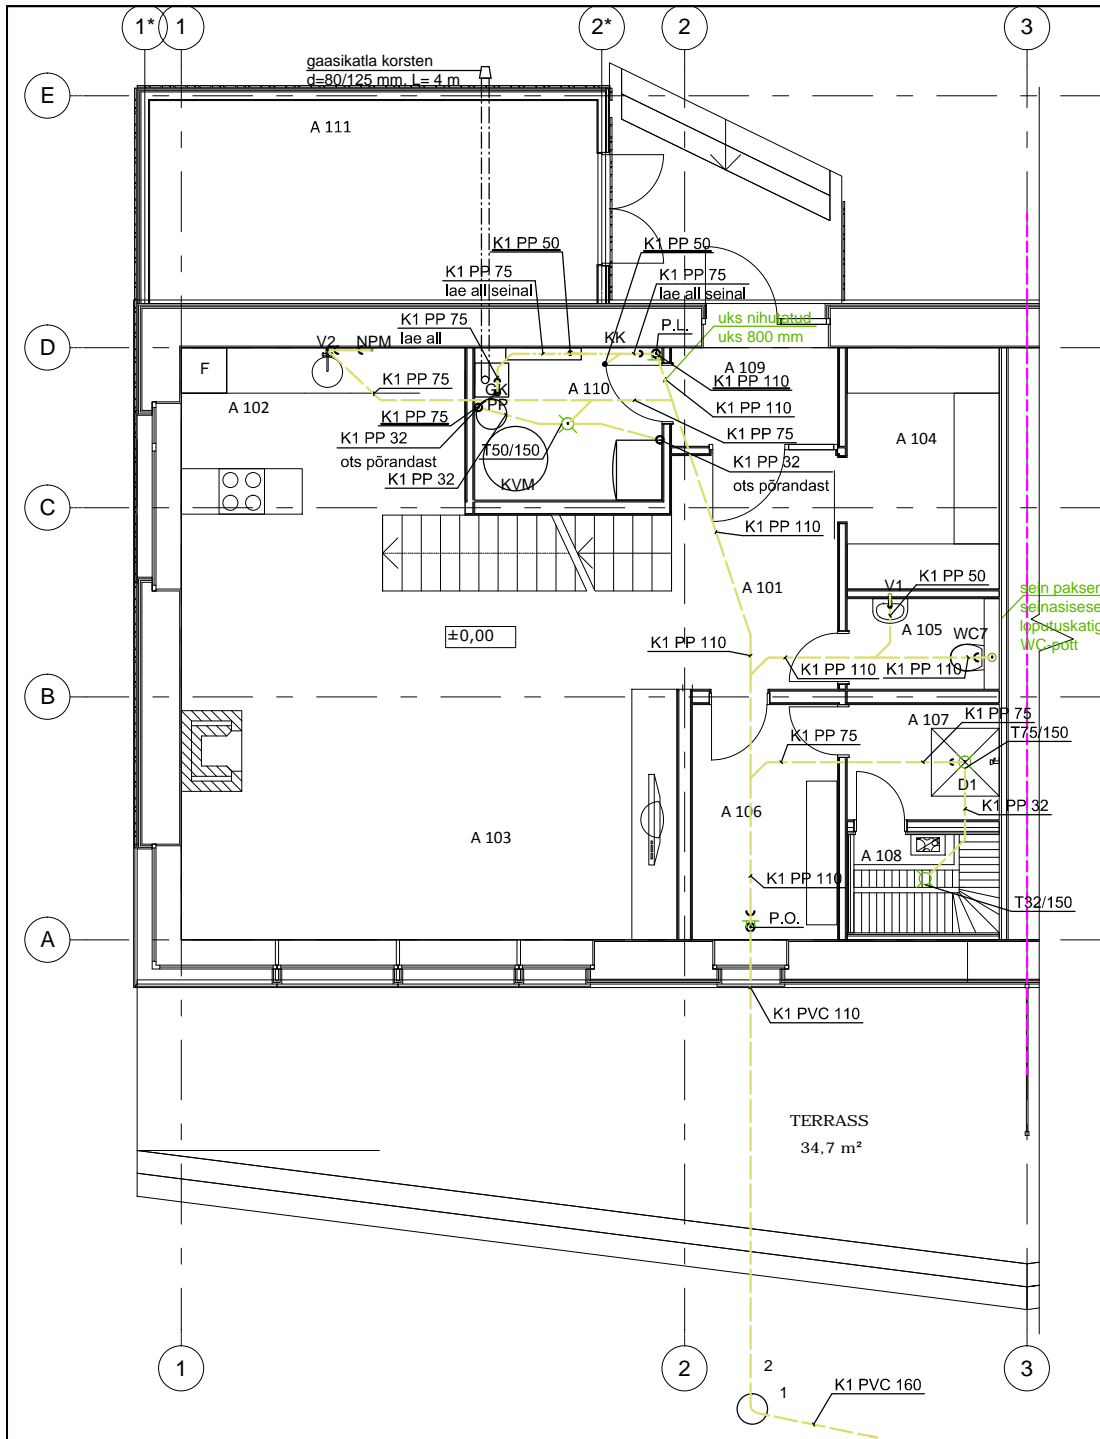 1*
1
2*
2
3
gaasikatla korsten
d=80/125 mm, L= 4 m
E
A 111
K1 PP 50
K1 PP 50
K1 PP 75
lae all seinal
K1 PP 75
lae all seinal
K1 PP 75
lae all
uks nihutatud
uks 800 mm
P.L.
D
V2
NPM
KK
F
A 109
K1 PP 75
GK
A 110
K1 PP 110
PP
K1 PP 110
A 102
K1 PP 75
K1 PP 75
K1 PP 32
ots põrandast
T50/150
K1 PP 32
ots põrandast
A 104
K1 PP 32
KVM
C
K1 PP 110
A 101
V1
K1 PP 50
sein paksem
seinasisese
loputuskastiga
WC-pott
A 105
WC7
±0,00
K1 PP 110
K1 PP 110
K1 PP 110
B
A 107
K1 PP 75
T75/150
K1 PP 75
D1
K1 PP 32
A 106
A 103
A 108
K1 PP 110
T32/150
P.O.
A
K1 PVC 110
TERRASS
34,7 m²
1
2
3
2
1
K1 PVC 160